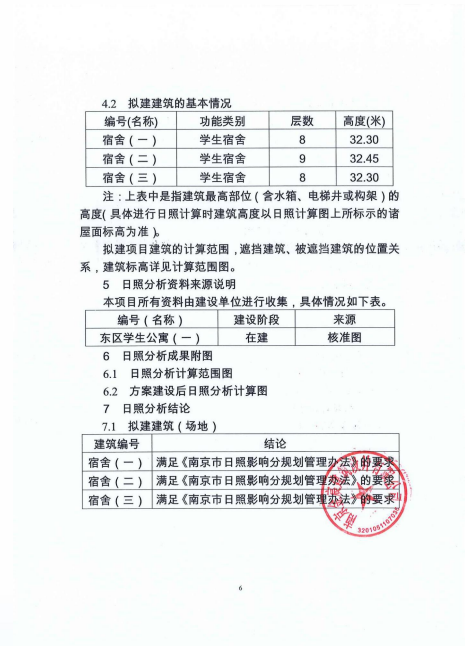 4.2 拟建建筑的基本情况
编号(名称) 功能类别 层数 高度(米)
宿舍（一） 学生宿舍 8 32.30
宿舍（二） 学生宿舍 9 32.45
宿舍（三） 学生宿舍 8 32.30
注：上表中是指建筑最高部位（含水箱、电梯井或构架）的
高度（具体进行日照计算时建筑高度以日照计算图上所标示的诸
屋面标高为准）。
拟建项目建筑的计算范围，遮挡建筑、被遮挡建筑的位置关
系，建筑标高详见计算范围图。
5 日照分析资料来源说明
本项目所有资料由建设单位进行收集，具体情况如下表。
编号（名称） 建设阶段 来源
东区学生公寓（一） 在建 核准图
6 日照分析成果附图
6.1 日照分析计算范围图
6.2 方案建设后日照分析计算图
7 日照分析结论
7.1 拟建建筑（场地）
建筑编号 结论
宿舍（一） 满足《南京市日照影响分规划管理办法》的要求
宿舍（二） 满足《南京市日照影响分规划管理办法》的要求
宿舍（三） 满足《南京市日照影响分规划管理办法》的要求
6